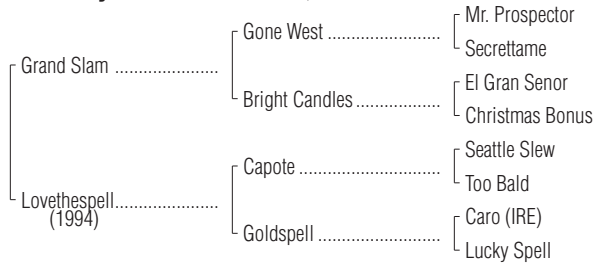 Mr. Prospector
Gone West
Secrettame
Grand Slam
El Gran Senor
Bright Candles
Christmas Bonus
Seattle Slew
Capote
Too Bald
Lovethespell
(1994)
Caro (IRE)
Goldspell
Lucky Spell